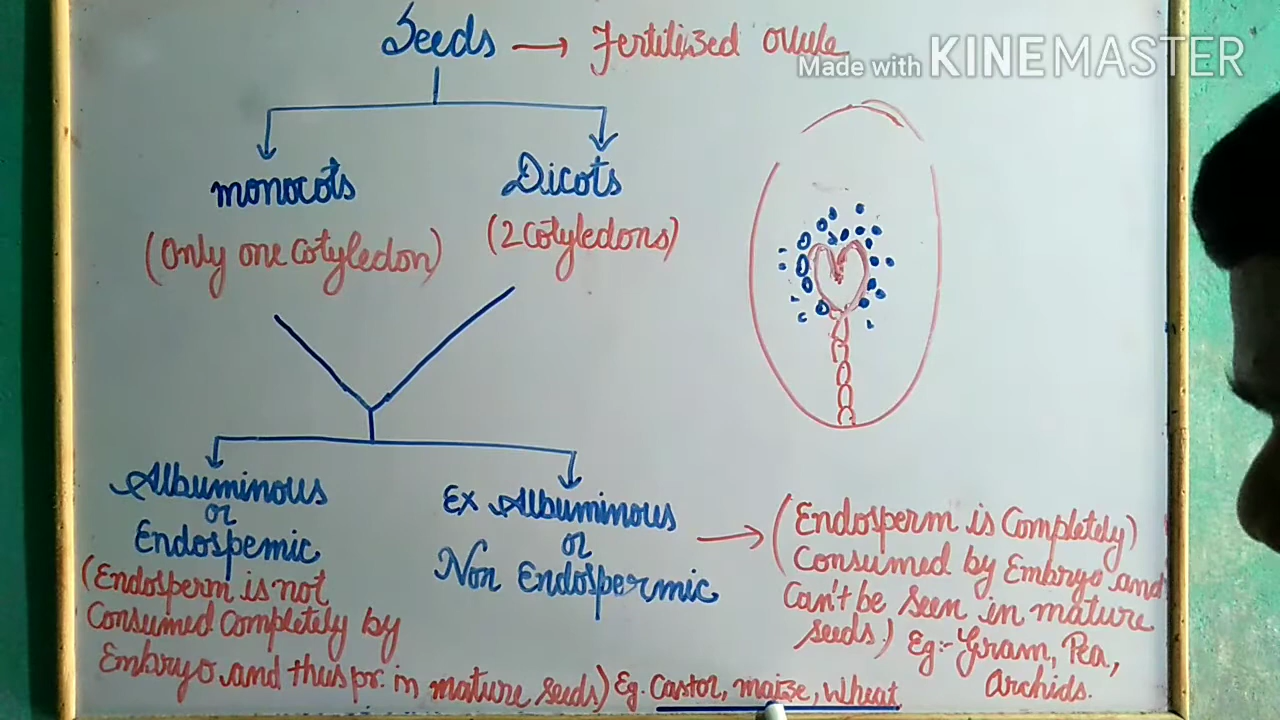 Seeds → Fertilized ovule
Made with KINEMASTER
monocots
Dicots
(Only one Cotyledon)
(2 Cotyledons)
Albuminous
or
Endospemic
(Endosperm is not
Consumed Completely by
Embryo and thus pr. in mature seeds) Eg. Castor, maize, wheat
Ex Albuminous
or
Non Endospermic
→ (Endosperm is Completely)
Consumed by Embryo and
Can't be seen in mature
seeds) Eg:- Gram, Pea,
Archids.